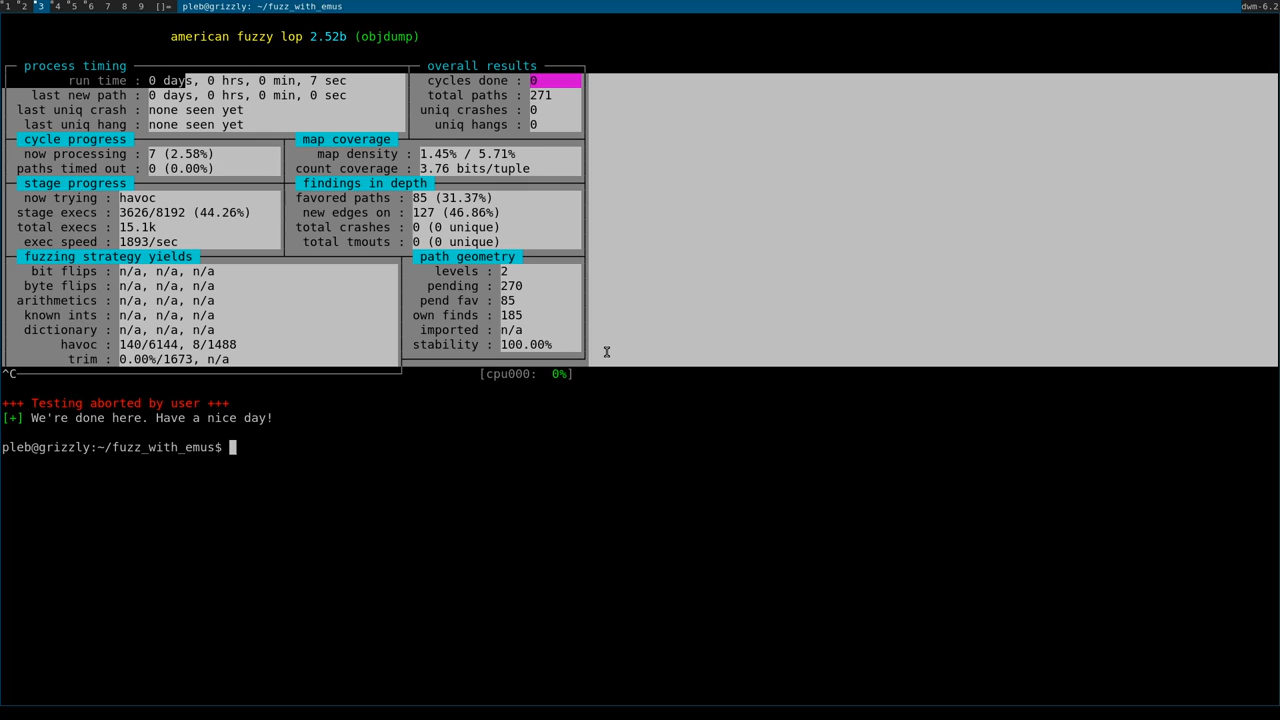 1 2 3 4 5 6 7 8 9 []= pleb@grizzly: ~/fuzz_with_emus dwm-6.2
american fuzzy lop 2.52b (objdump)
process timing overall results
run time : 0 days, 0 hrs, 0 min, 7 sec cycles done : 0
last new path : 0 days, 0 hrs, 0 min, 0 sec total paths : 271
last uniq crash : none seen yet uniq crashes : 0
last uniq hang : none seen yet uniq hangs : 0
cycle progress map coverage
now processing : 7 (2.58%) map density : 1.45% / 5.71%
paths timed out : 0 (0.00%) count coverage : 3.76 bits/tuple
stage progress findings in depth
now trying : havoc favored paths : 85 (31.37%)
stage execs : 3626/8192 (44.26%) new edges on : 127 (46.86%)
total execs : 15.1k total crashes : 0 (0 unique)
exec speed : 1893/sec total tmouts : 0 (0 unique)
fuzzing strategy yields path geometry
bit flips : n/a, n/a, n/a levels : 2
byte flips : n/a, n/a, n/a pending : 270
arithmetics : n/a, n/a, n/a pend fav : 85
known ints : n/a, n/a, n/a own finds : 185
dictionary : n/a, n/a, n/a imported : n/a
havoc : 140/6144, 8/1488 stability : 100.00%
trim : 0.00%/1673, n/a
^C [cpu000: 0%]
+++ Testing aborted by user +++
[+] We're done here. Have a nice day!
pleb@grizzly:~/fuzz_with_emus$